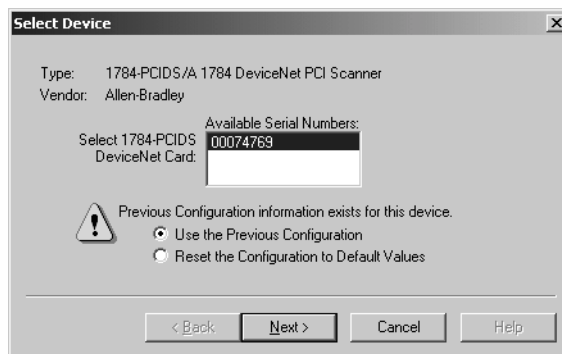 Select Device
Type: 1784-PCIDS/A 1784 DeviceNet PCI Scanner
Vendor: Allen-Bradley
Available Serial Numbers:
Select 1784-PCIDS
DeviceNet Card:
00074769
Previous Configuration information exists for this device.
Use the Previous Configuration
Reset the Configuration to Default Values
< Back
Next >
Cancel
Help